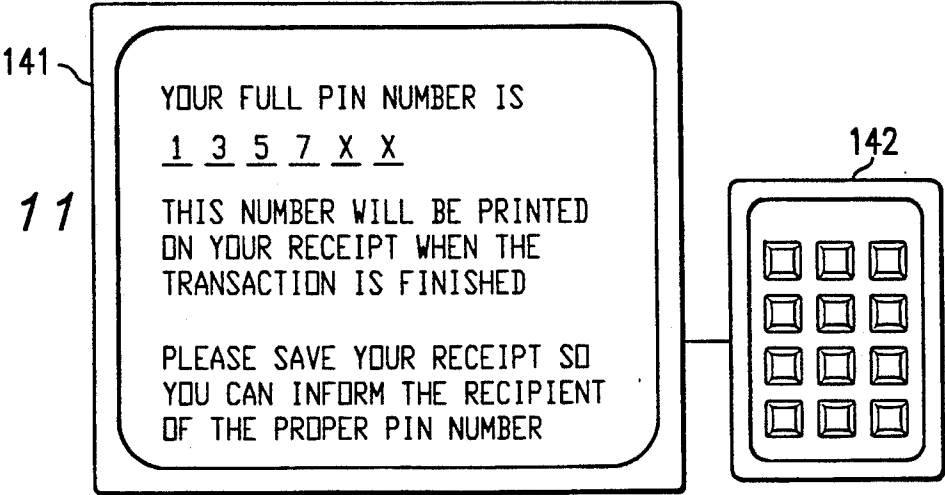 141
YOUR FULL PIN NUMBER IS
1 3 5 7 X X
142
11
THIS NUMBER WILL BE PRINTED
ON YOUR RECEIPT WHEN THE
TRANSACTION IS FINISHED
PLEASE SAVE YOUR RECEIPT SO
YOU CAN INFORM THE RECIPIENT
OF THE PROPER PIN NUMBER